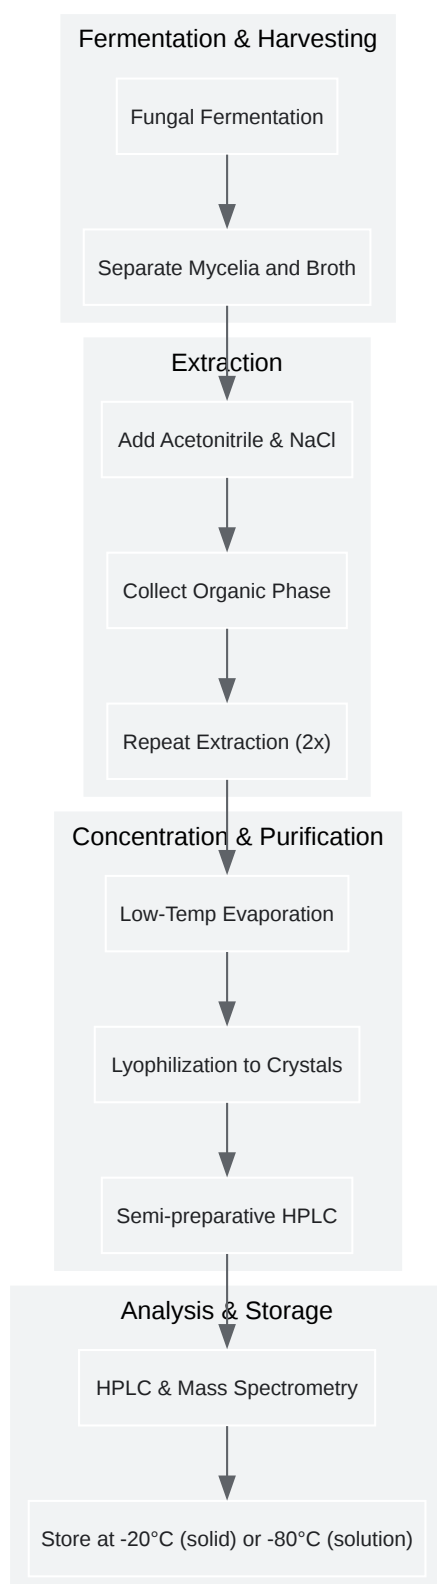 Fermentation & Harvesting
Fungal Fermentation
Separate Mycelia and Broth
Extraction
Add Acetonitrile & NaCl
Collect Organic Phase
Repeat Extraction (2x)
Concentration & Purification
Low-Temp Evaporation
Lyophilization to Crystals
Semi-preparative HPLC
Analysis & Storage
HPLC & Mass Spectrometry
Store at -20°C (solid) or -80°C (solution)